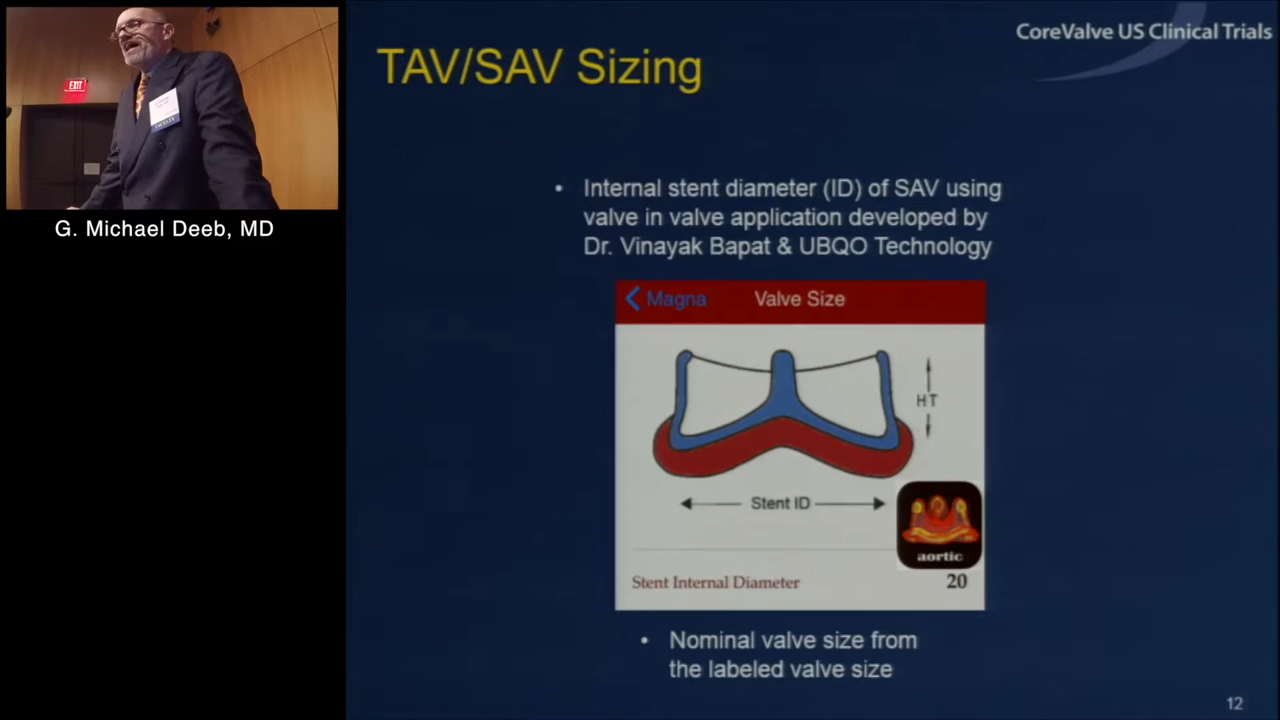 EXIT
G. Michael Deeb, MD
CoreValve US Clinical Trials
TAV/SAV Sizing
• Internal stent diameter (ID) of SAV using
valve in valve application developed by
Dr. Vinayak Bapat & UBQO Technology
Magna
Valve Size
HT
Stent ID
aortic
Stent Internal Diameter
20
• Nominal valve size from
the labeled valve size
12